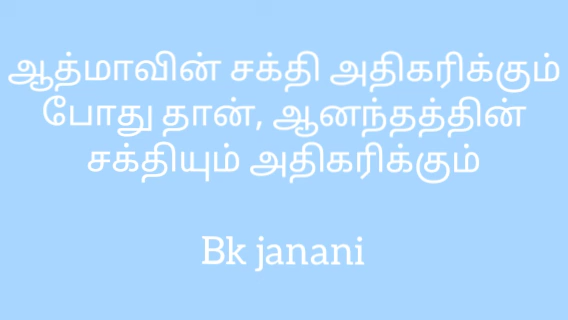 ஆத்மாவின் சக்தி அதிகரிக்கும்
போது தான், ஆனந்தத்தின்
சக்தியும் அதிகரிக்கும்
Bk janani